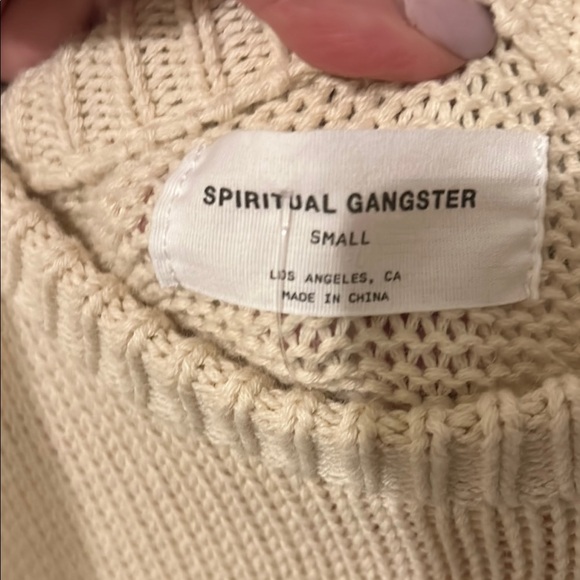 SPIRITUAL GANGSTER
SMALL
LOS ANGELES, CA
MADE IN CHINA